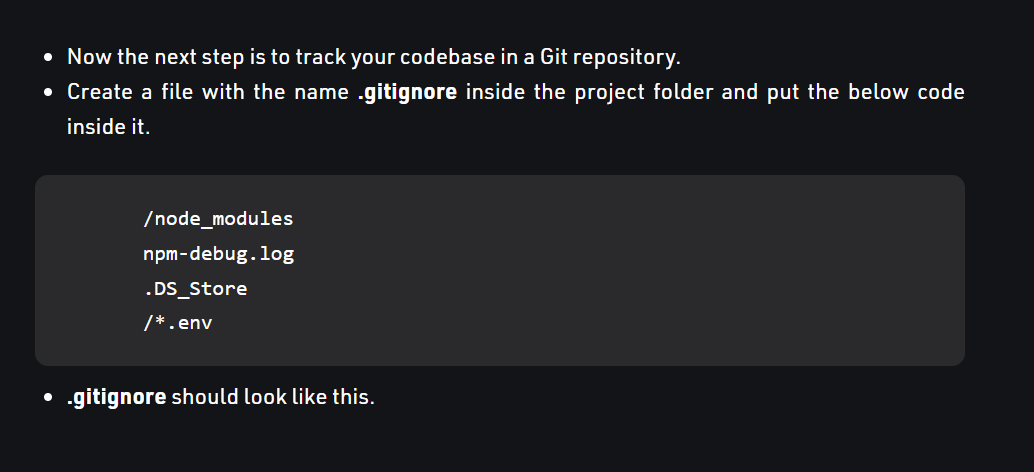 Now the next step is to track your codebase in a Git repository.
Create a file with the name .gitignore inside the project folder and put the below code
inside it.
/node_modules
npm-debug.log
.DS_Store
/*.env
.gitignore should look like this.